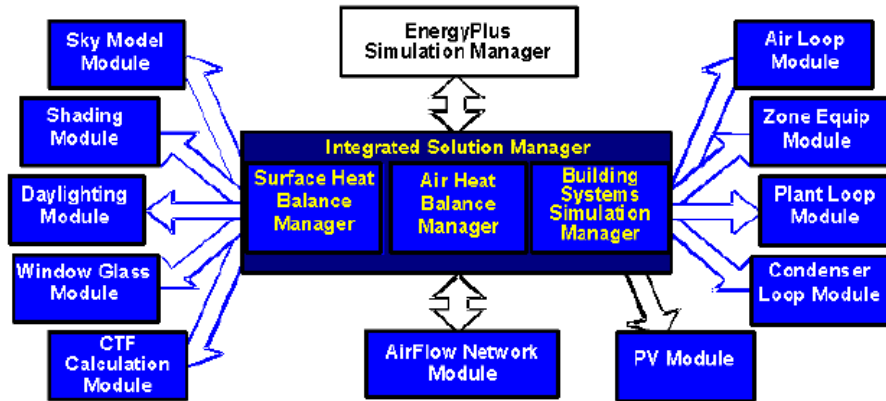 EnergyPlus
Simulation Manager
Sky Model
Module
Shading
Module
Daylighting
Module
Window Glass
Module
CTF
Calculation
Module
Integrated Solution Manager
Surface Heat
Balance
Manager
Air Heat
Balance
Manager
Building
Systems
Simulation
Manager
Air Loop
Module
Zone Equip
Module
Plant Loop
Module
Condenser
Loop Module
AirFlow Network
Module
PV Module